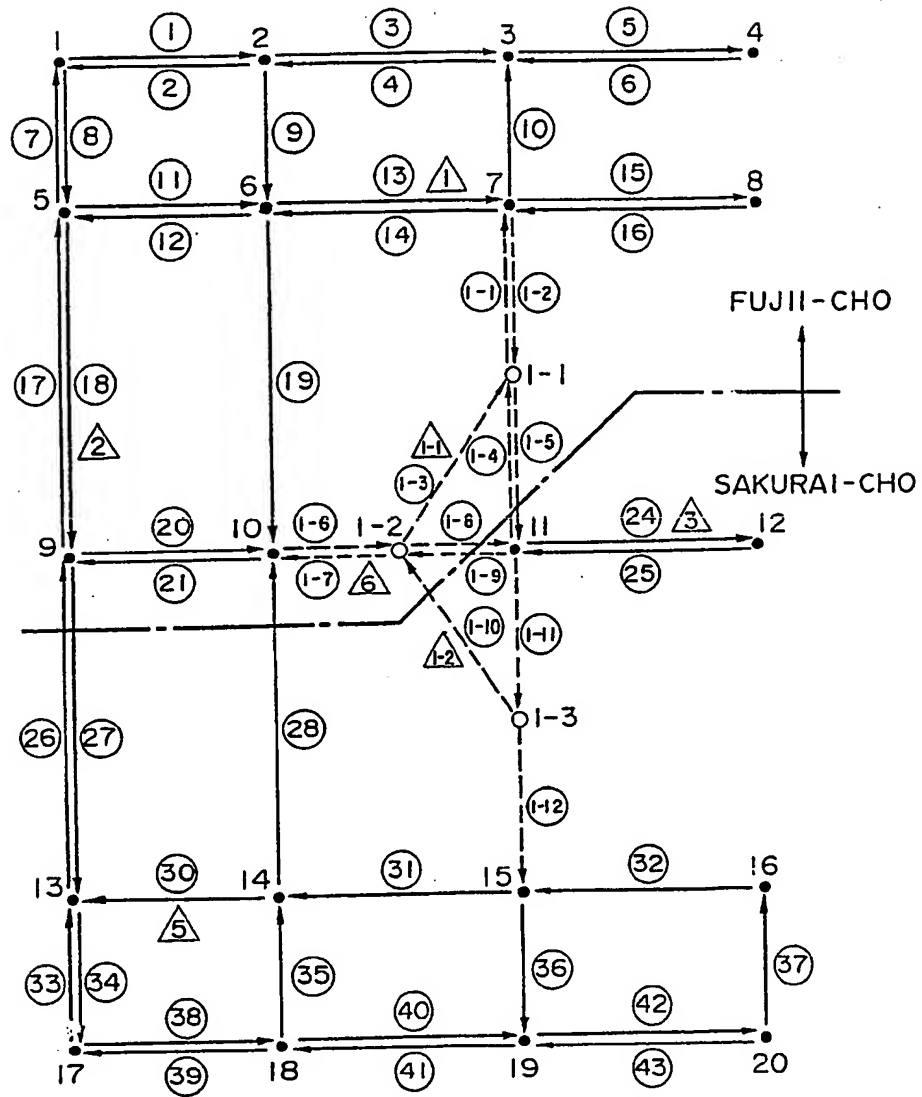 1 ① 2 ③ 3 ⑤ 4
② ④ ⑥
⑦ ⑧ ⑨ ⑩
5 ⑪ 6 ⑬ 1 7 ⑮ 8
⑫ ⑭ ⑯
1-1 1-2
FUJII-CHO
⑰ ⑱ ⑲ 1-1
2 1-1 1-4 1-5
1-3
SAKURAI-CHO
9 ⑳ 10 1-6 1-2 1-8 11 24 3 12
21 1-7 6 1-9 25
1-10
1-2 1-11
1-3
26 27 28
1-12
13 30 14 31 15 32 16
5
33 34 35 36 37
38 40 42
17 39 18 41 19 43 20